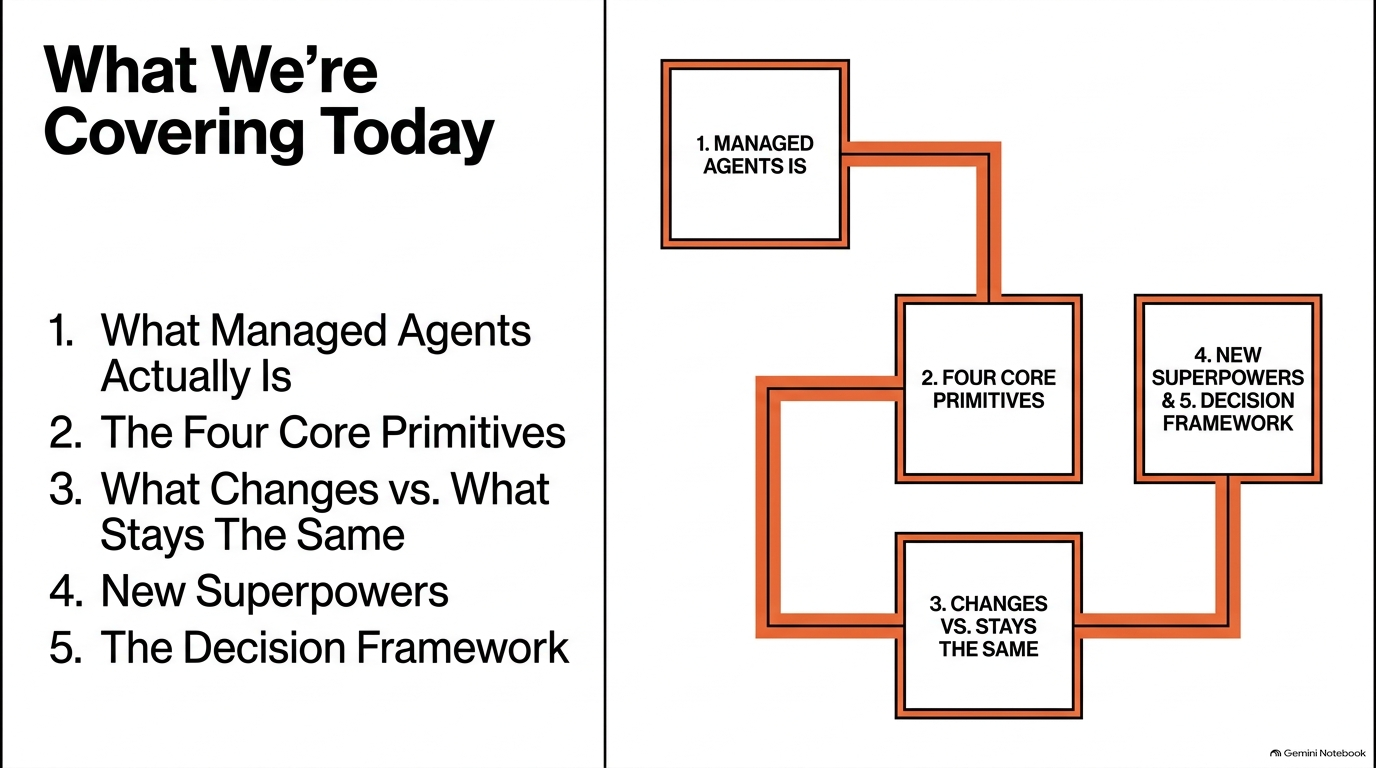 What We’re
Covering Today
1. What Managed Agents
Actually Is
2. The Four Core Primitives
3. What Changes vs. What
Stays The Same
4. New Superpowers
5. The Decision Framework
1. MANAGED
AGENTS IS
2. FOUR CORE
PRIMITIVES
3. CHANGES
VS. STAYS
THE SAME
4. NEW
SUPERPOWERS
& 5. DECISION
FRAMEWORK
Gemini Notebook